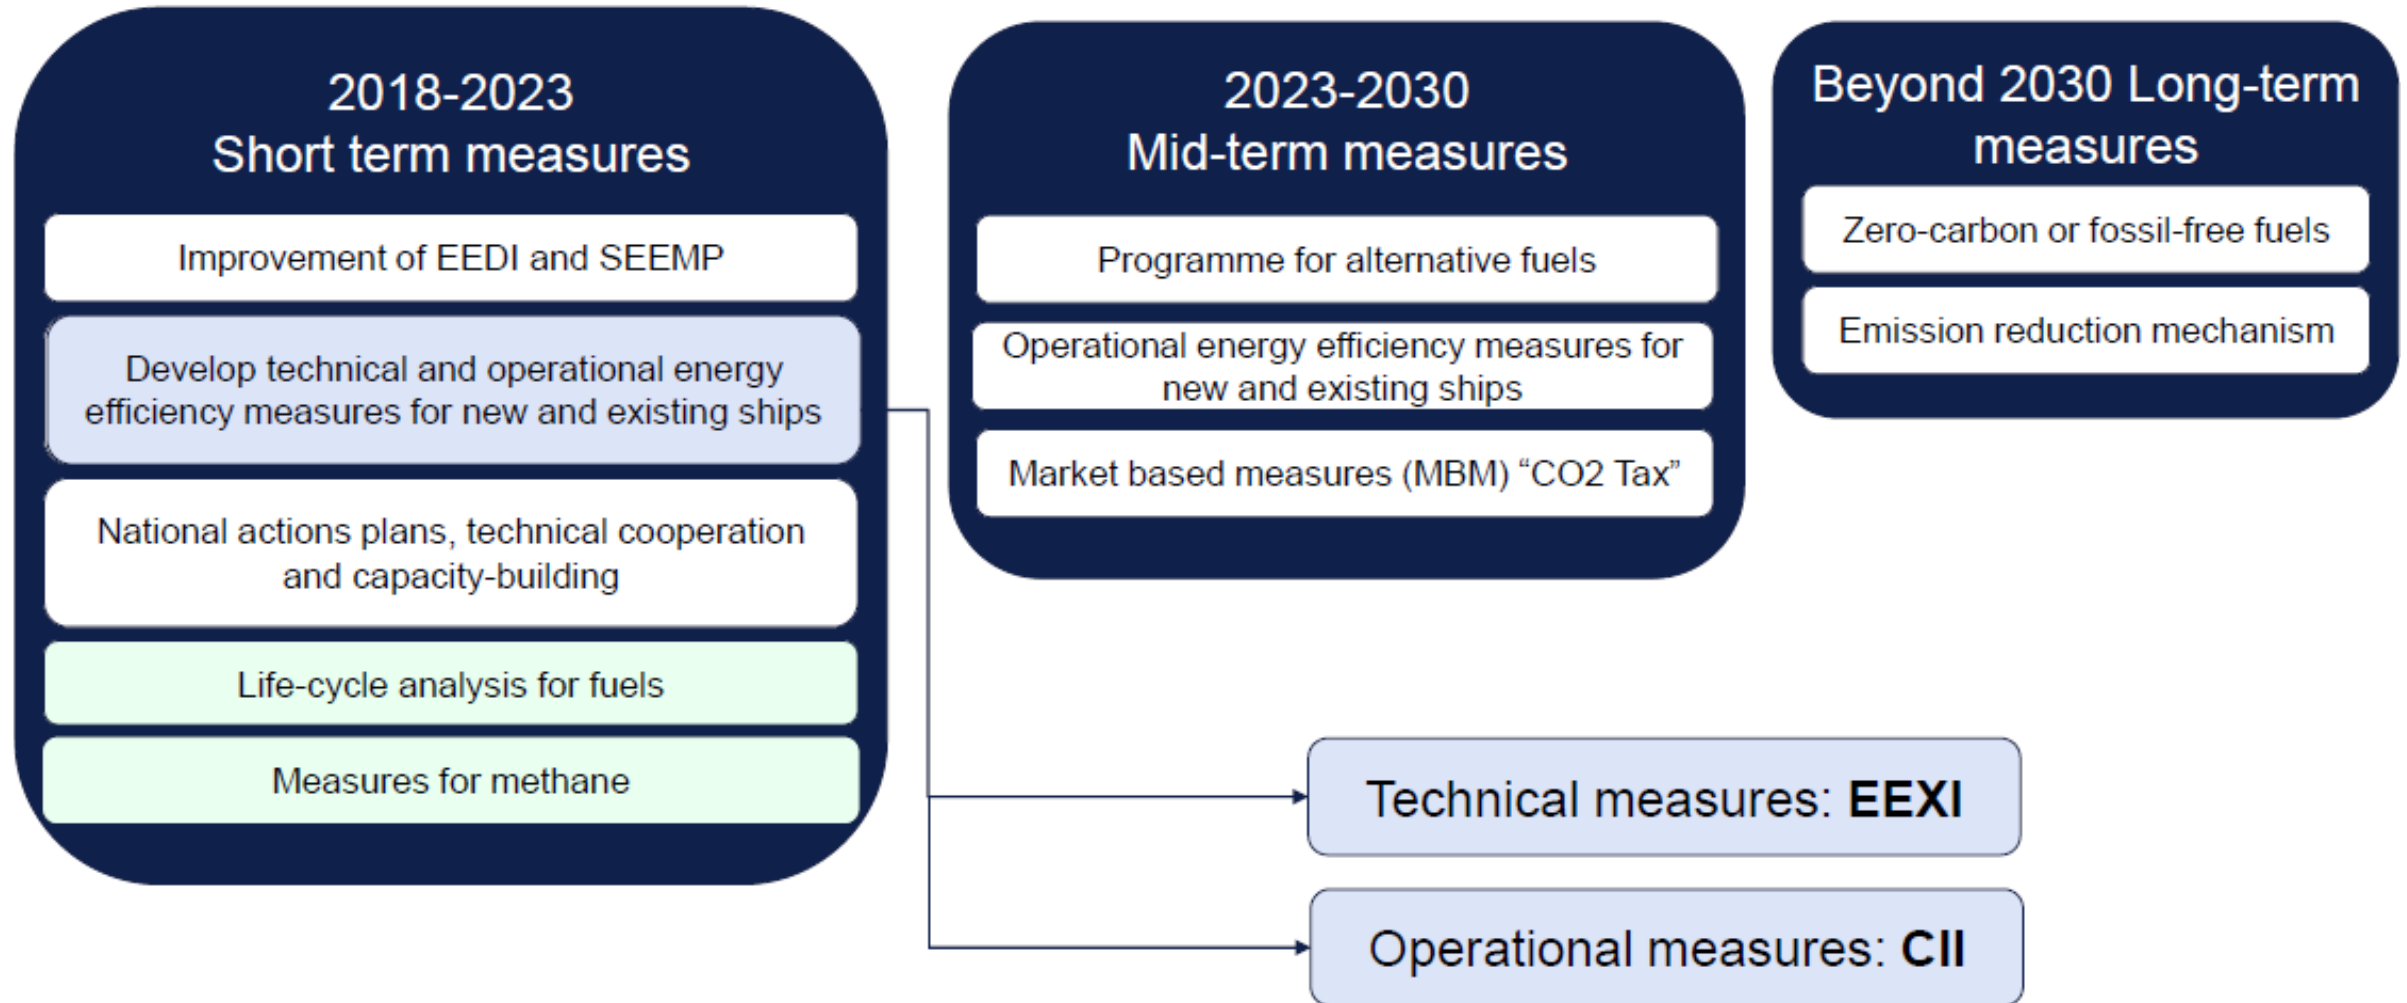 2018-2023
Short term measures
Improvement of EEDI and SEEMP
Develop technical and operational energy
efficiency measures for new and existing ships
National actions plans, technical cooperation
and capacity-building
Life-cycle analysis for fuels
Measures for methane
2023-2030
Mid-term measures
Programme for alternative fuels
Operational energy efficiency measures for
new and existing ships
Market based measures (MBM) “CO2 Tax”
Beyond 2030 Long-term
measures
Zero-carbon or fossil-free fuels
Emission reduction mechanism
Technical measures: EEXI
Operational measures: CII